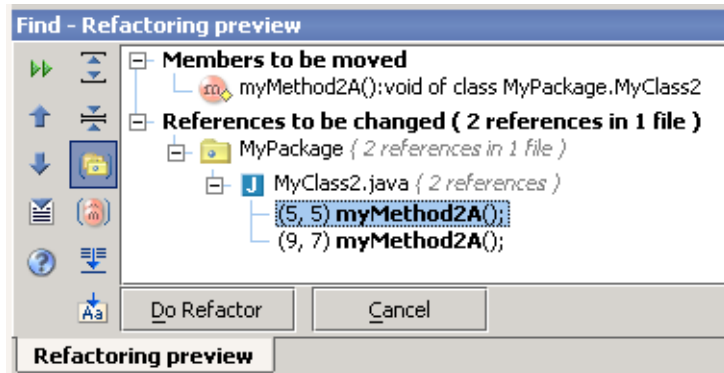 Find - Refactoring preview
Members to be moved
myMethod2A():void of class MyPackage.MyClass2
References to be changed ( 2 references in 1 file )
MyPackage ( 2 references in 1 file )
MyClass2.java ( 2 references )
(5, 5) myMethod2A();
(9, 7) myMethod2A();
Do Refactor Cancel
Refactoring preview